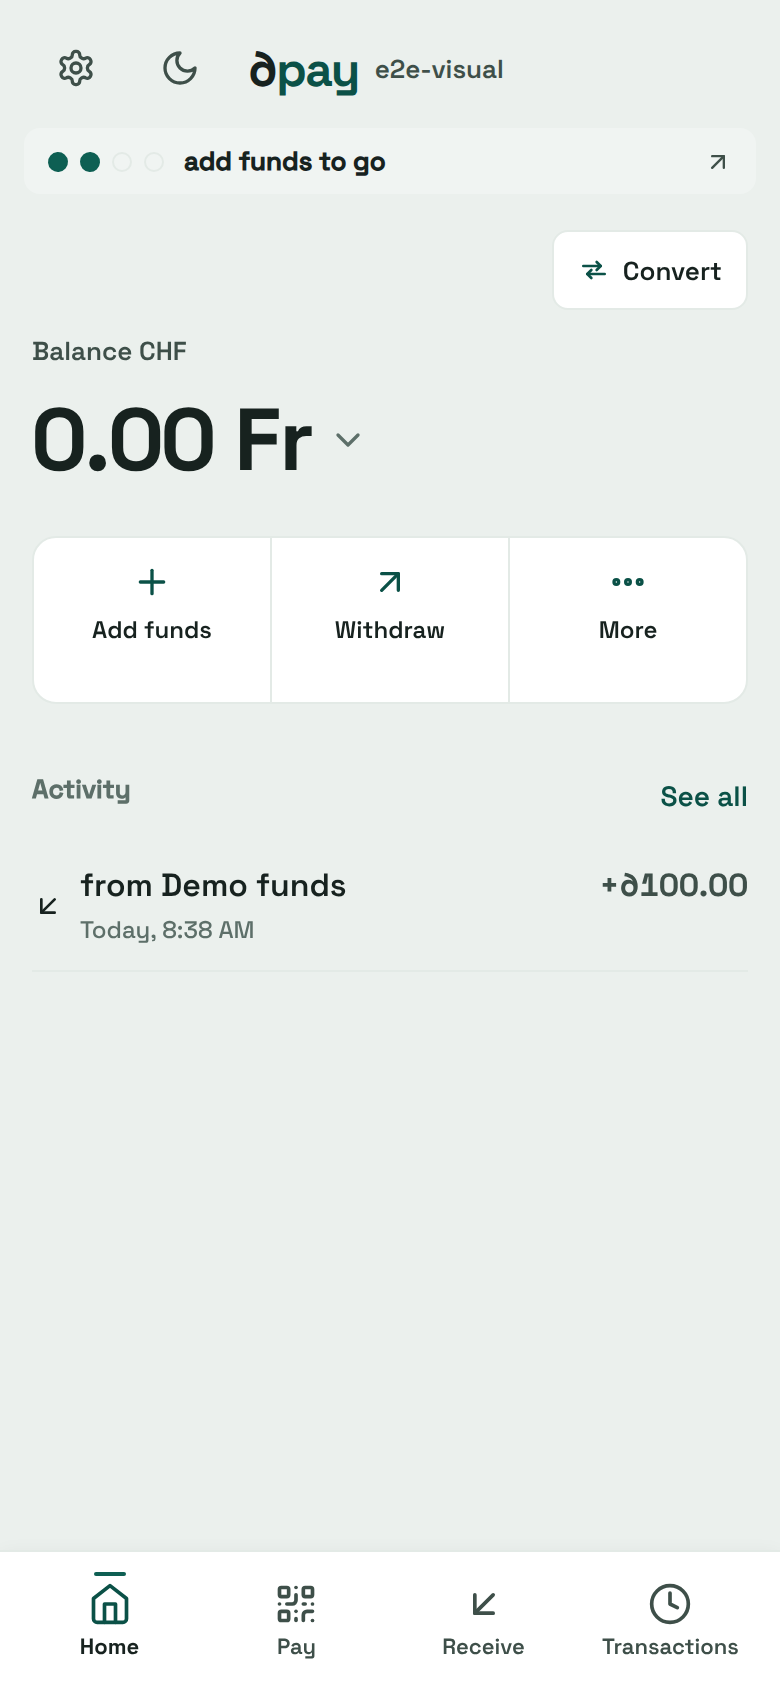 ∂pay e2e-visual
add funds to go
Convert
Balance CHF
0.00 Fr
Add funds
Withdraw
More
Activity
See all
from Demo funds
+∂100.00
Today, 8:38 AM
Home
Pay
Receive
Transactions